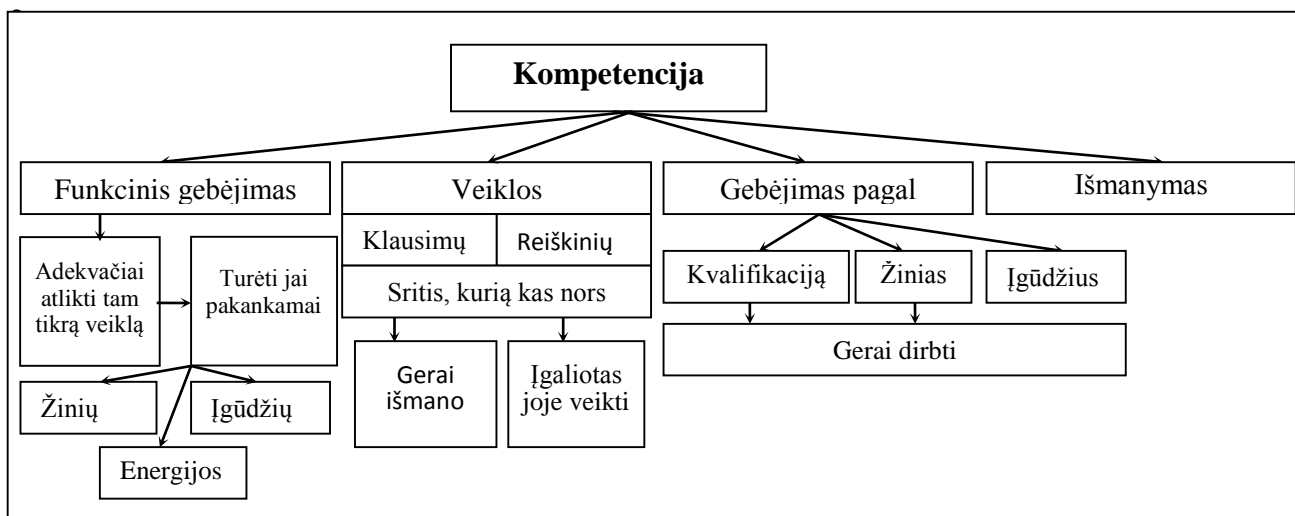 Kompetencija
Funkcinis gebėjimas
Veiklos
Gebėjimas pagal
Išmanymas
Klausimų
Reiškinių
Adekvačiai
atlikti tam
tikrą veiklą
Turėti jai
pakankamai
Sritis, kurią kas nors
Kvalifikaciją
Žinias
Įgūdžius
Gerai dirbti
Gerai
išmano
Įgaliotas
joje veikti
Žinių
Įgūdžių
Energijos